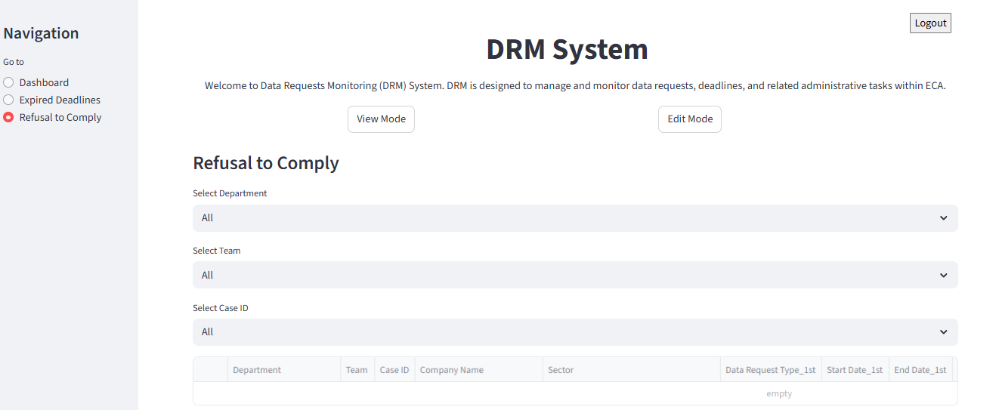 Navigation
Go to
Dashboard
Expired Deadlines
Refusal to Comply
Logout
DRM System
Welcome to Data Requests Monitoring (DRM) System. DRM is designed to manage and monitor data requests, deadlines, and related administrative tasks within ECA.
View Mode Edit Mode
Refusal to Comply
Select Department
All
Select Team
All
Select Case ID
All
Department Team Case ID Company Name Sector Data Request Type_1st Start Date_1st End Date_1st
empty